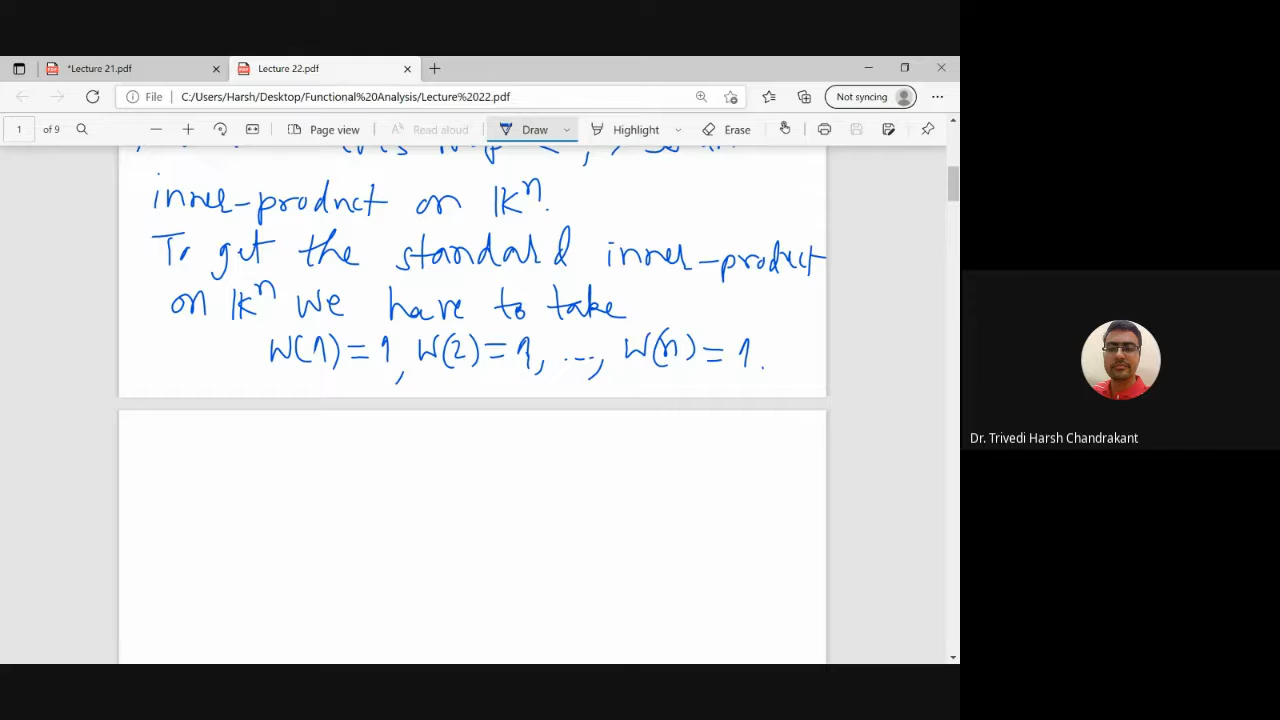 *Lecture 21.pdf
Lecture 22.pdf
File
C:/Users/Harsh/Desktop/Functional%20Analysis/Lecture%2022.pdf
Not syncing
1 of 9
Page view
Read aloud
Draw
Highlight
Erase
inner-product on 𝕂ⁿ.
To get the standard inner-product
on 𝕂ⁿ we have to take
W(1) = 1, W(2) = 1, ..., W(n) = 1.
Dr. Trivedi Harsh Chandrakant